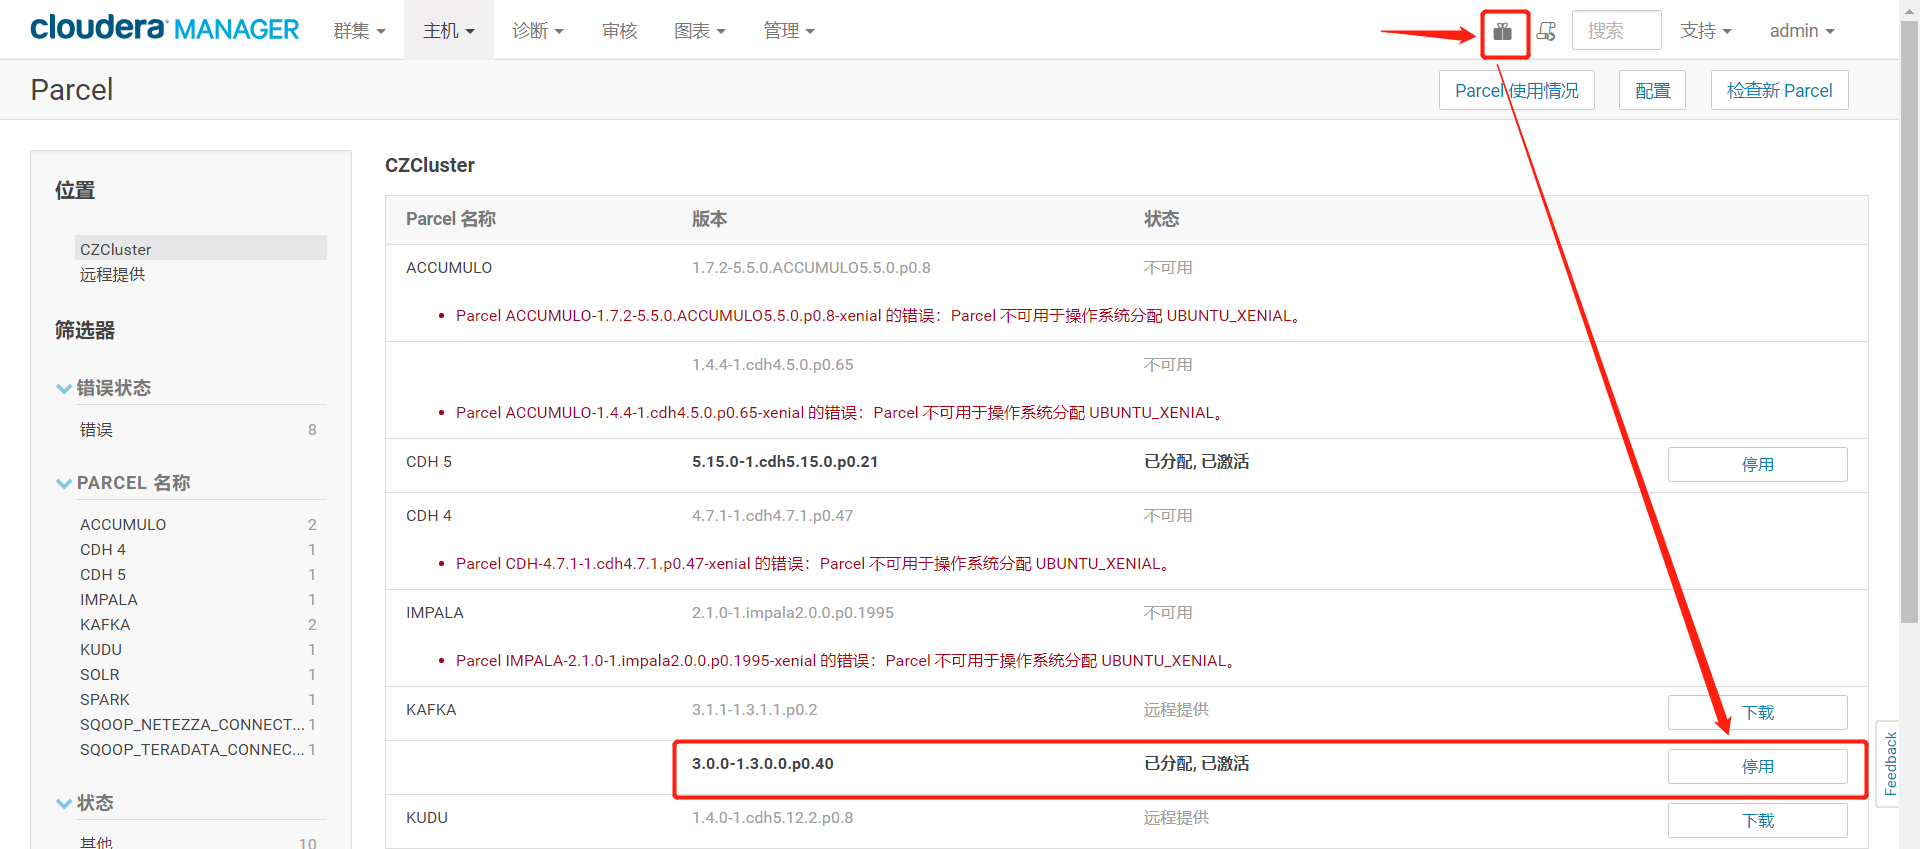 cloudera MANAGER 群集 主机 诊断 审核 图表 管理 搜索 支持 admin
Parcel Parcel 使用情况 配置 检查新 Parcel
位置
CZCluster
远程提供
筛选器
错误状态
错误 8
PARCEL 名称
ACCUMULO 2
CDH 4 1
CDH 5 1
IMPALA 1
KAFKA 2
KUDU 1
SOLR 1
SPARK 1
SQOOP_NETEZZA_CONNECT... 1
SQOOP_TERADATA_CONNEC... 1
状态
其他 10
CZCluster
Parcel 名称 版本 状态
ACCUMULO 1.7.2-5.5.0.ACCUMULO5.5.0.p0.8 不可用
Parcel ACCUMULO-1.7.2-5.5.0.ACCUMULO5.5.0.p0.8-xenial 的错误：Parcel 不可用于操作系统分配 UBUNTU_XENIAL。
1.4.4-1.cdh4.5.0.p0.65 不可用
Parcel ACCUMULO-1.4.4-1.cdh4.5.0.p0.65-xenial 的错误：Parcel 不可用于操作系统分配 UBUNTU_XENIAL。
CDH 5 5.15.0-1.cdh5.15.0.p0.21 已分配, 已激活 停用
CDH 4 4.7.1-1.cdh4.7.1.p0.47 不可用
Parcel CDH-4.7.1-1.cdh4.7.1.p0.47-xenial 的错误：Parcel 不可用于操作系统分配 UBUNTU_XENIAL。
IMPALA 2.1.0-1.impala2.0.0.p0.1995 不可用
Parcel IMPALA-2.1.0-1.impala2.0.0.p0.1995-xenial 的错误：Parcel 不可用于操作系统分配 UBUNTU_XENIAL。
KAFKA 3.1.1-1.3.1.1.p0.2 远程提供 下载
3.0.0-1.3.0.0.p0.40 已分配, 已激活 停用
KUDU 1.4.0-1.cdh5.12.2.p0.8 远程提供 下载
Feedback